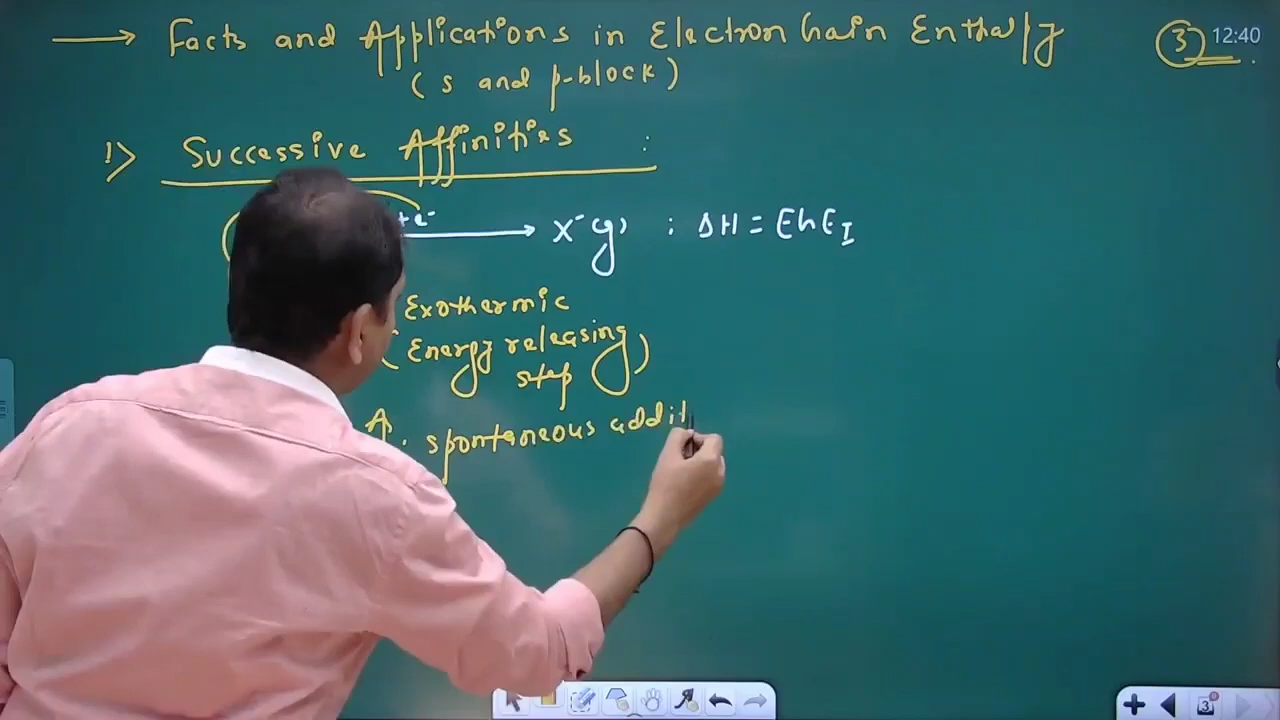 → Facts and Applications in Electron Gain Enthalpy ③ 12:40
(s and p-block)
1> Successive Affinities :
+e⁻ → X⁻(g) : ΔH = EGE_I
Exothermic
(Energy releasing
step)
spontaneous addit
3